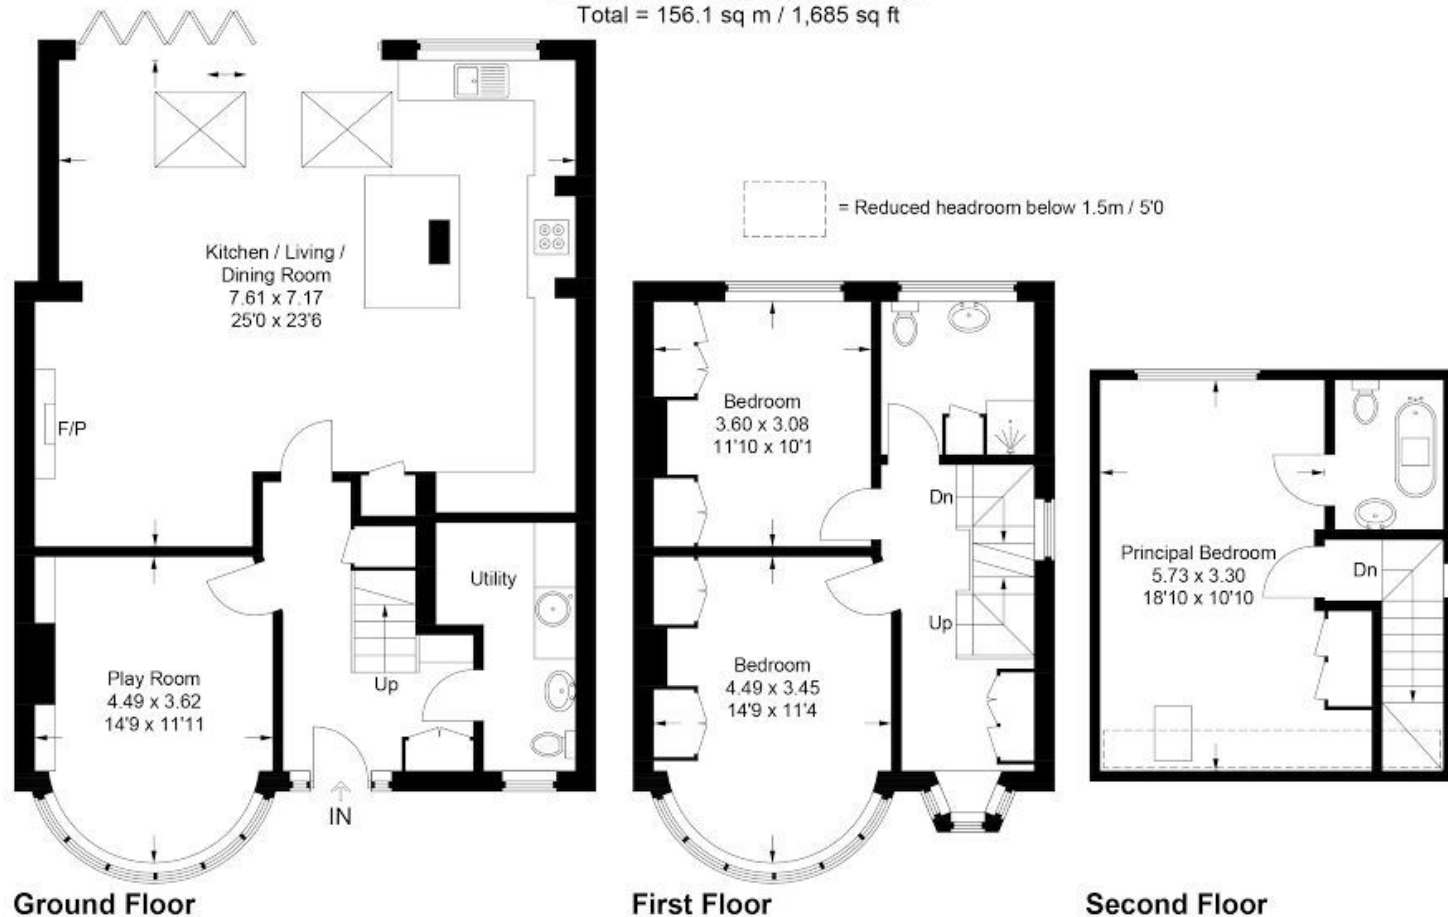 Total = 156.1 sq m / 1,685 sq ft
= Reduced headroom below 1.5m / 5'0
Kitchen / Living /
Dining Room
7.61 x 7.17
25'0 x 23'6
F/P
Utility
Play Room
4.49 x 3.62
14'9 x 11'11
Up
IN
Ground Floor
Bedroom
3.60 x 3.08
11'10 x 10'1
Dn
Up
Bedroom
4.49 x 3.45
14'9 x 11'4
First Floor
Principal Bedroom
5.73 x 3.30
18'10 x 10'10
Dn
Second Floor